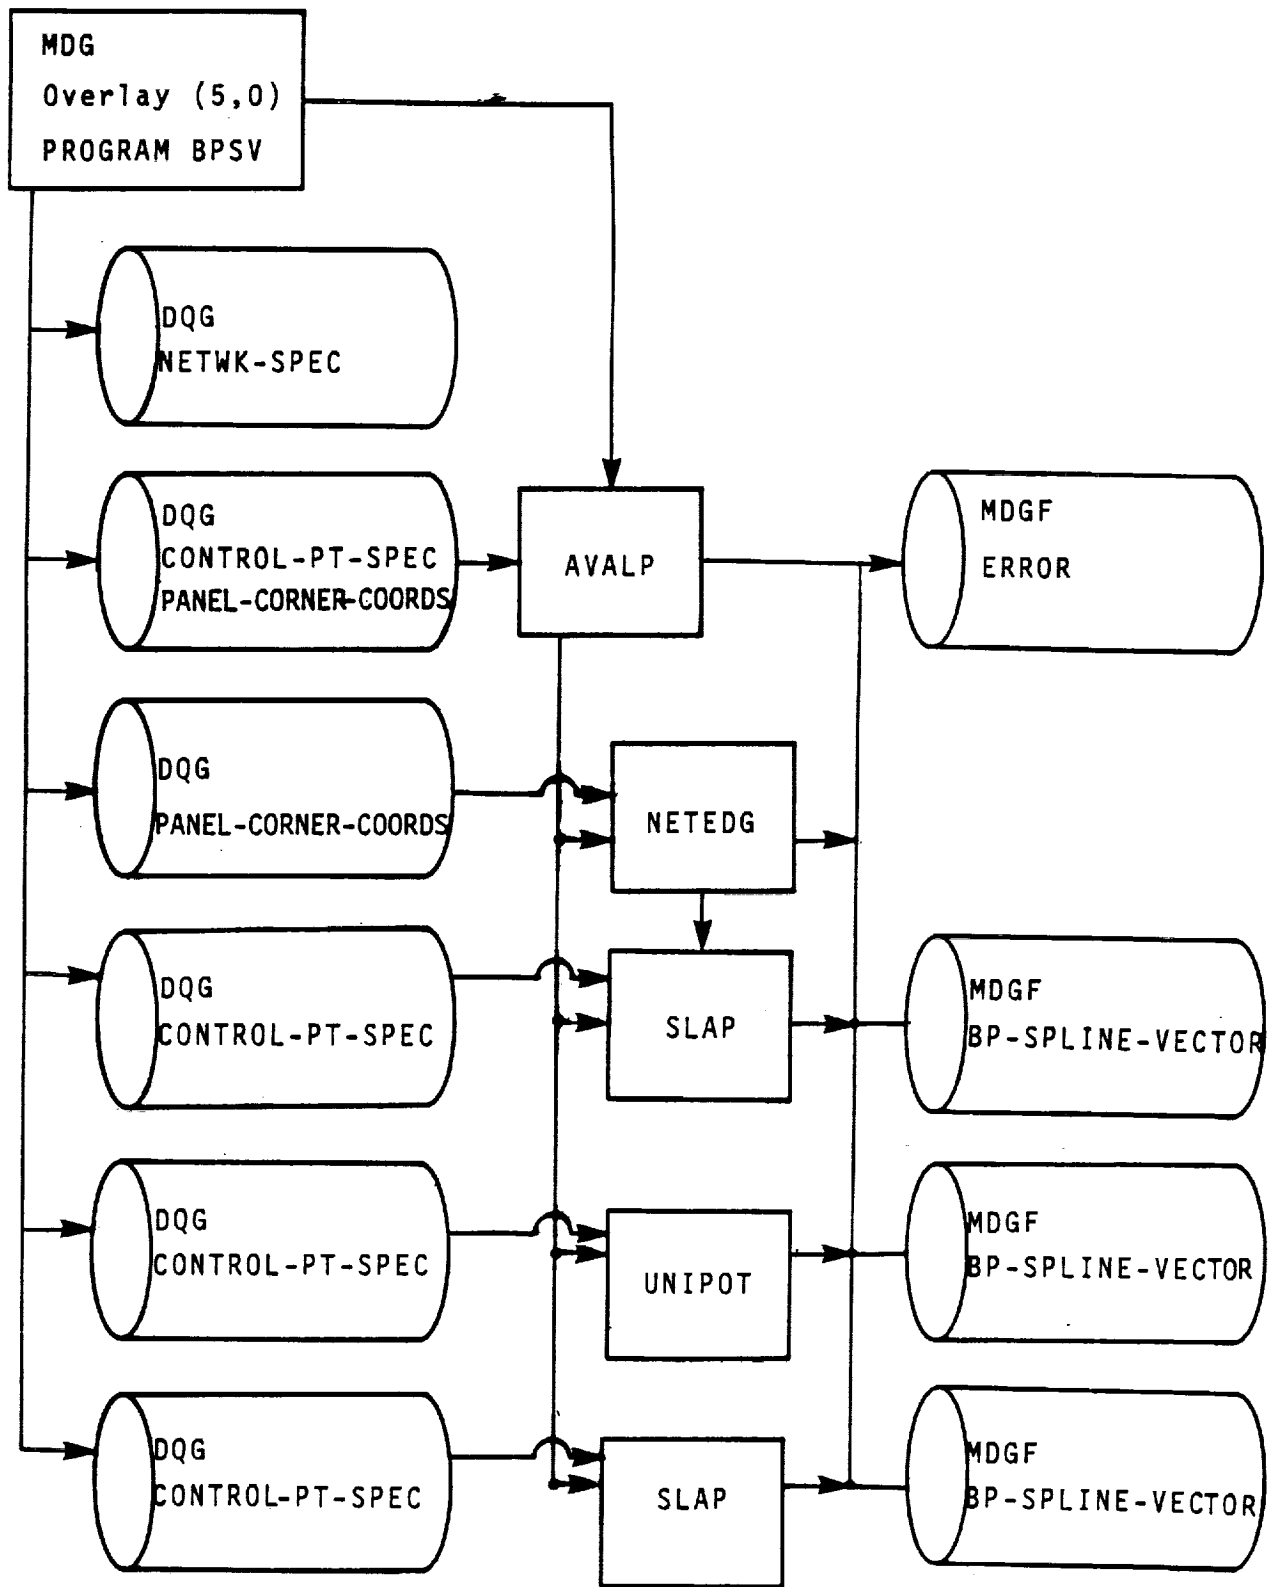 MDG
Overlay (5,0)
PROGRAM BPSV
DQG
NETWK-SPEC
DQG
CONTROL-PT-SPEC
PANEL-CORNER-COORDS
AVALP
MDGF
ERROR
DQG
PANEL-CORNER-COORDS
NETEDG
DQG
CONTROL-PT-SPEC
SLAP
MDGF
BP-SPLINE-VECTOR
DQG
CONTROL-PT-SPEC
UNIPOT
MDGF
BP-SPLINE-VECTOR
DQG
CONTROL-PT-SPEC
SLAP
MDGF
BP-SPLINE-VECTOR